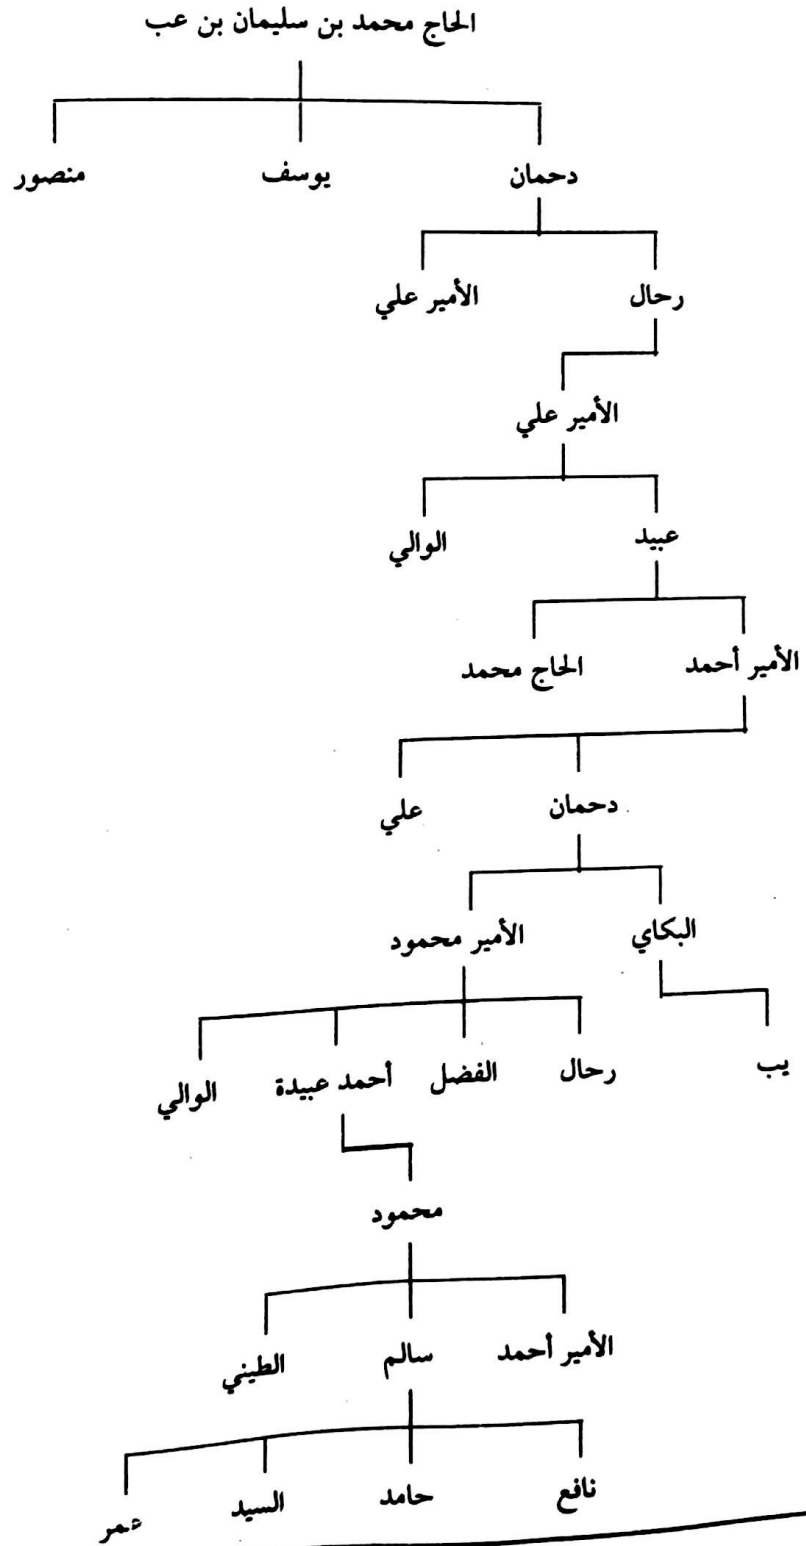 الحاج محمد بن سليمان بن عب
دحمان يوسف منصور
رحال الأمير علي
الأمير علي
عبيد الوالي
الأمير أحمد الحاج محمد
دحمان علي
البكاي الأمير محمود
يب رحال الفضل أحمد عبيدة الوالي
محمود
الأمير أحمد سالم الطيني
نافع حامد السيد عمر